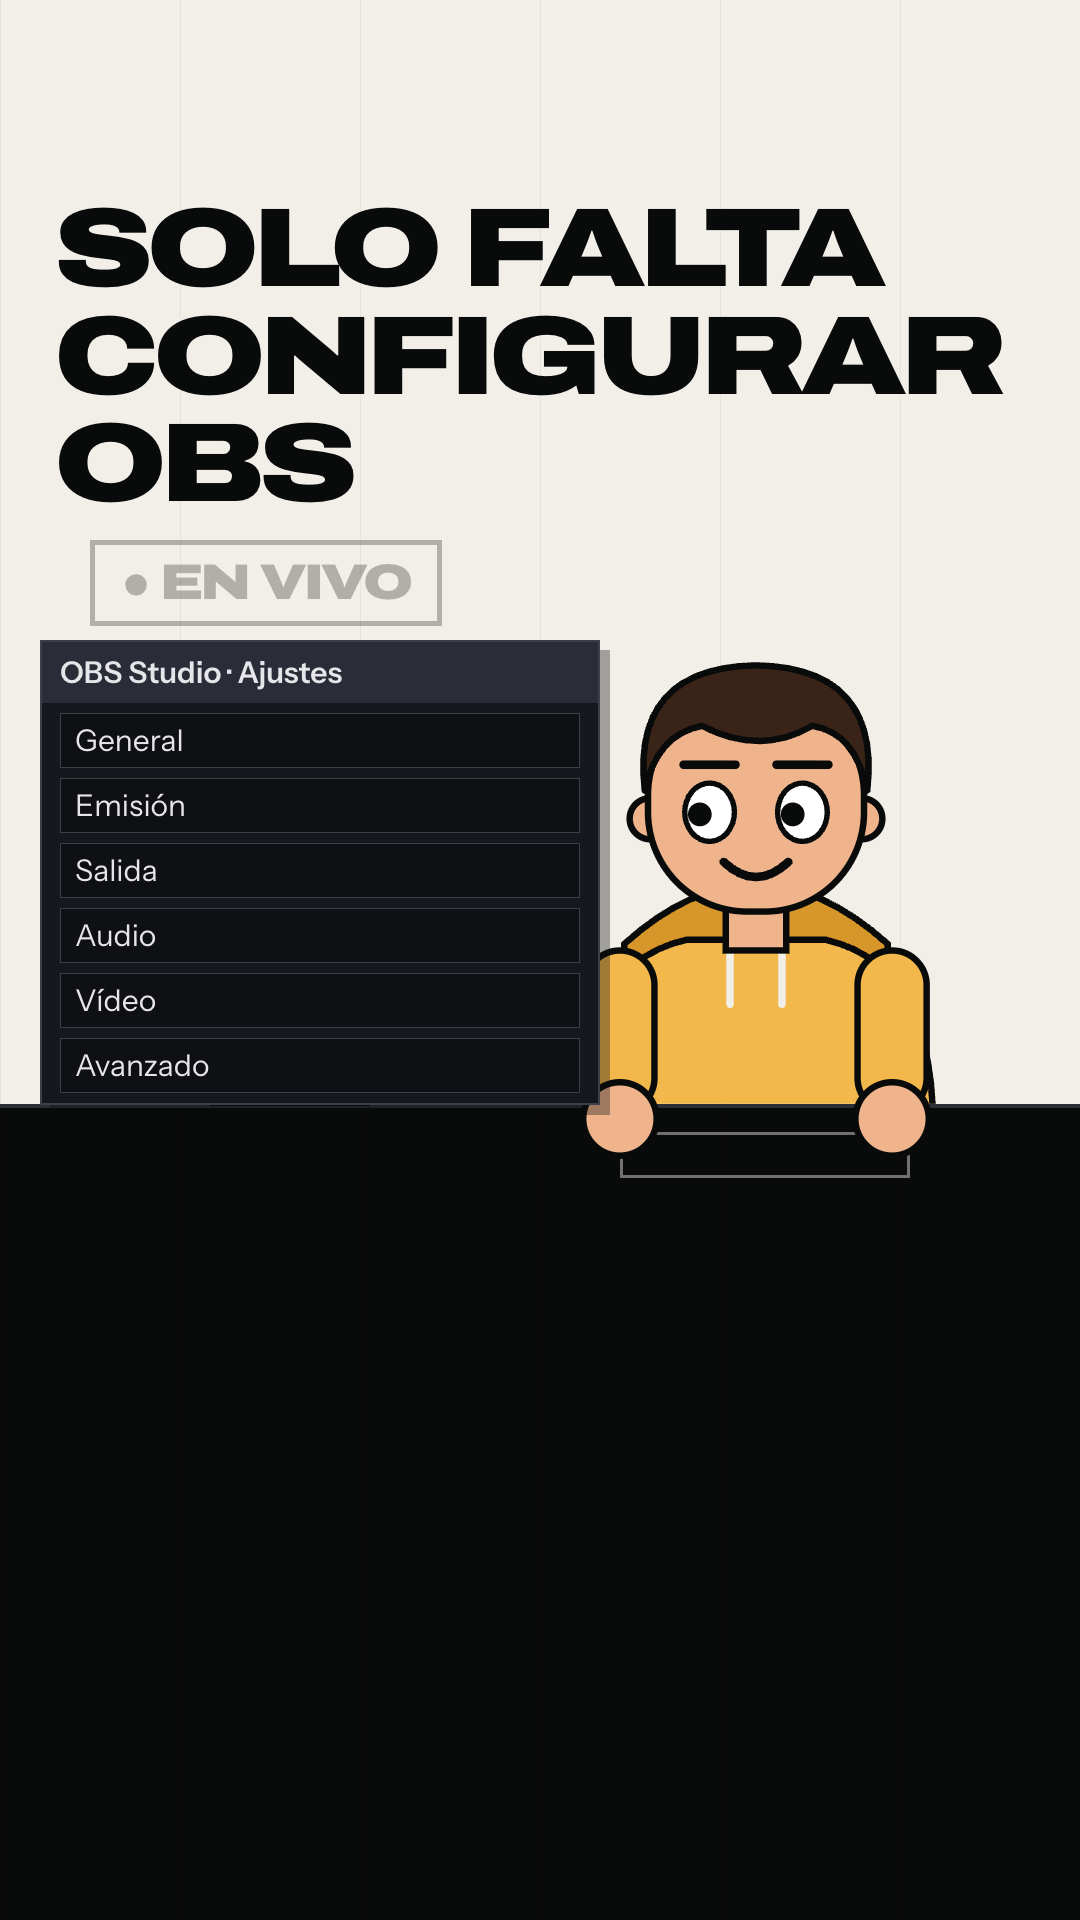 SOLO FALTA
CONFIGURAR
OBS
• EN VIVO
OBS Studio · Ajustes
General
Emisión
Salida
Audio
Vídeo
Avanzado